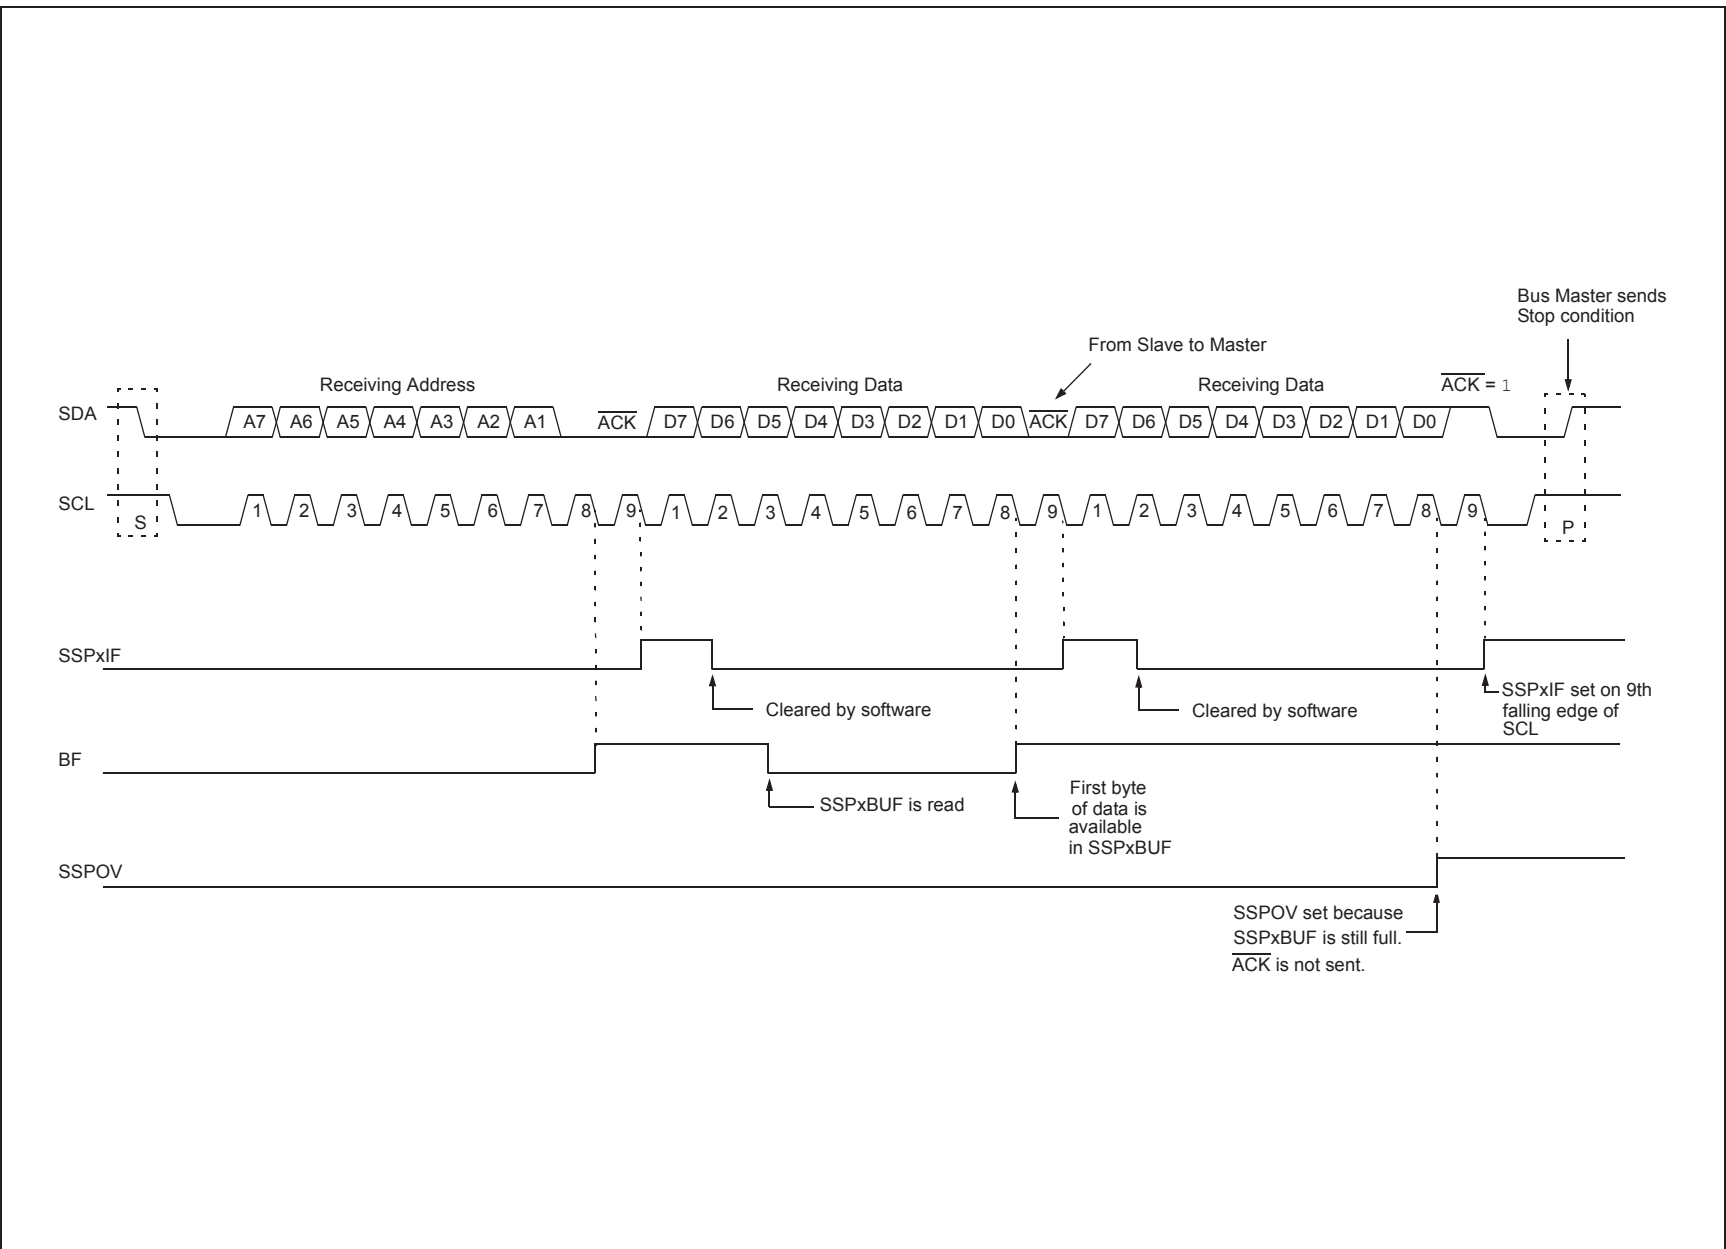 Bus Master sends
Stop condition
From Slave to Master
Receiving Address
Receiving Data
Receiving Data
ACK = 1
SDA
A7 A6 A5 A4 A3 A2 A1 ACK D7 D6 D5 D4 D3 D2 D1 D0 ACK D7 D6 D5 D4 D3 D2 D1 D0
SCL
S
1 2 3 4 5 6 7 8 9 1 2 3 4 5 6 7 8 9 1 2 3 4 5 6 7 8 9
P
SSPxIF
Cleared by software
Cleared by software
SSPxIF set on 9th
falling edge of
SCL
BF
SSPxBUF is read
First byte
of data is
available
in SSPxBUF
SSPOV
SSPOV set because
SSPxBUF is still full.
ACK is not sent.